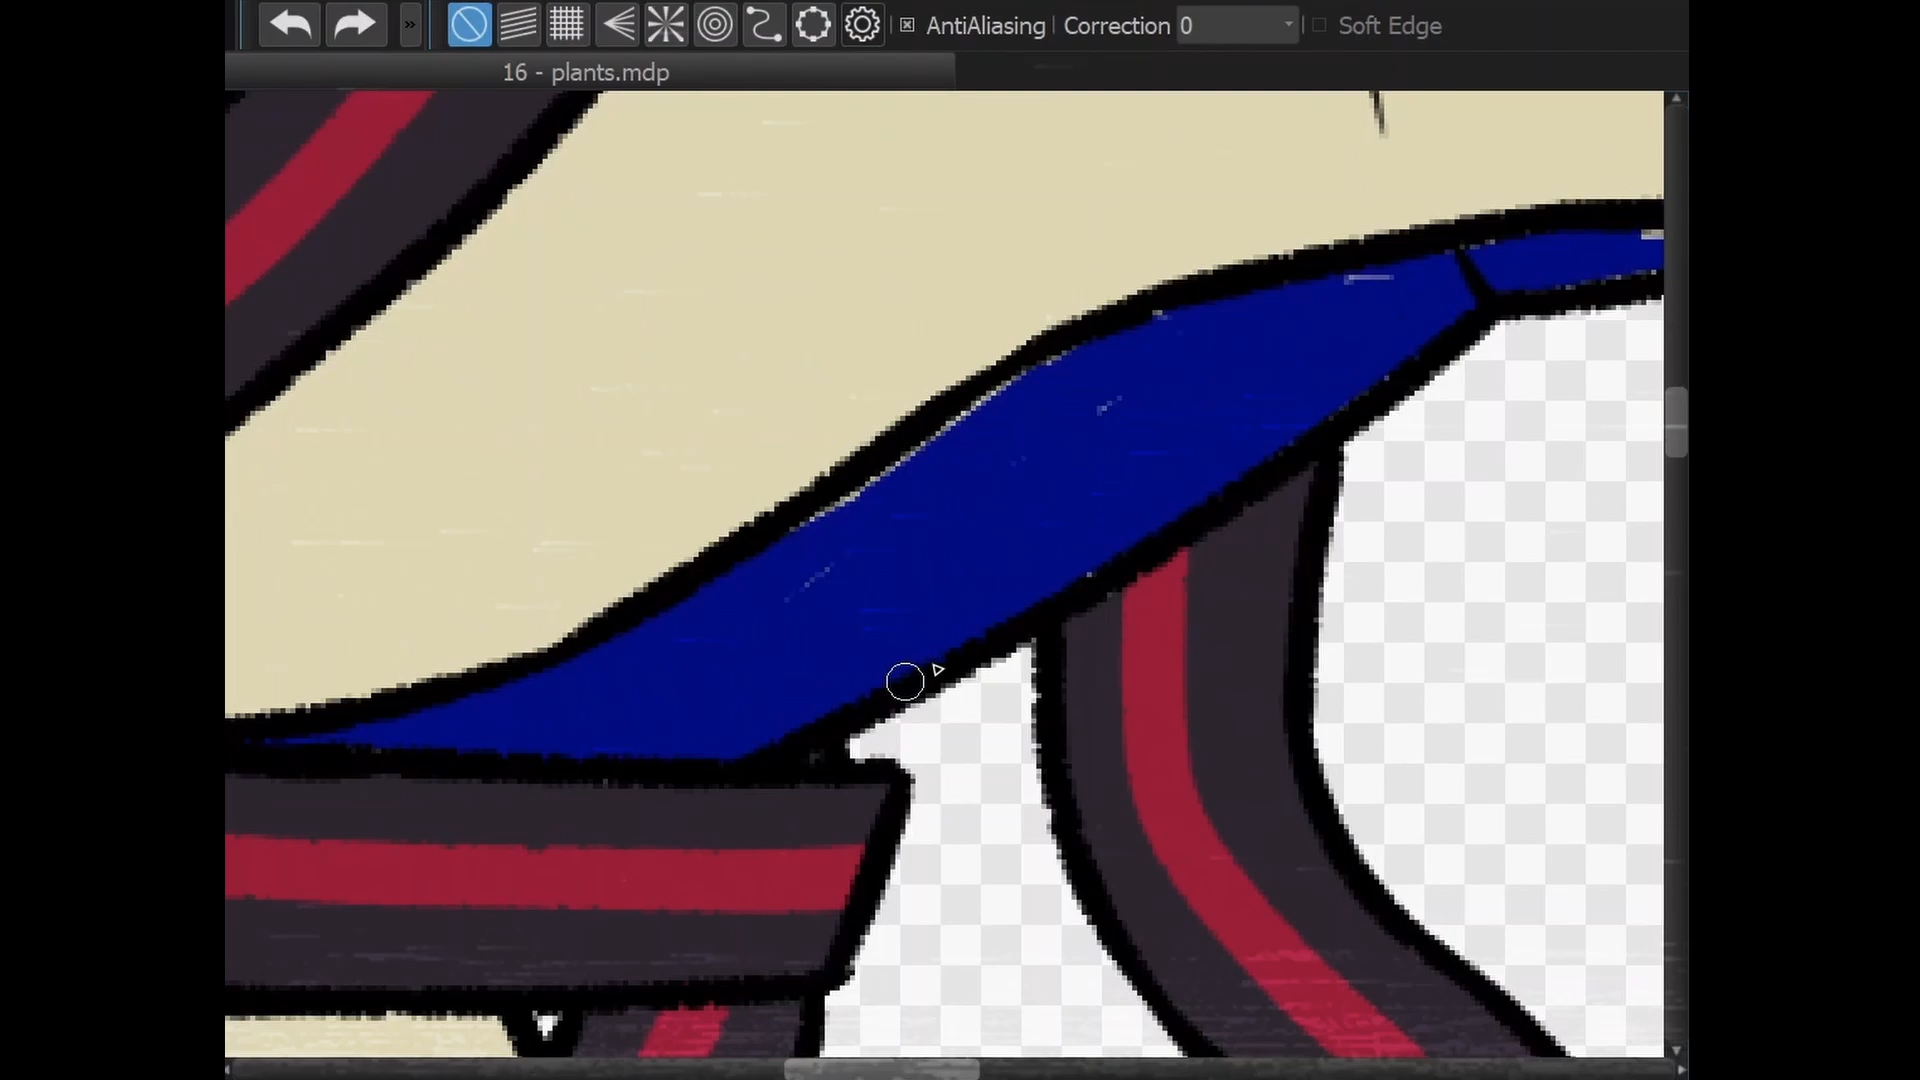 » AntiAliasing Correction 0 Soft Edge
16 - plants.mdp